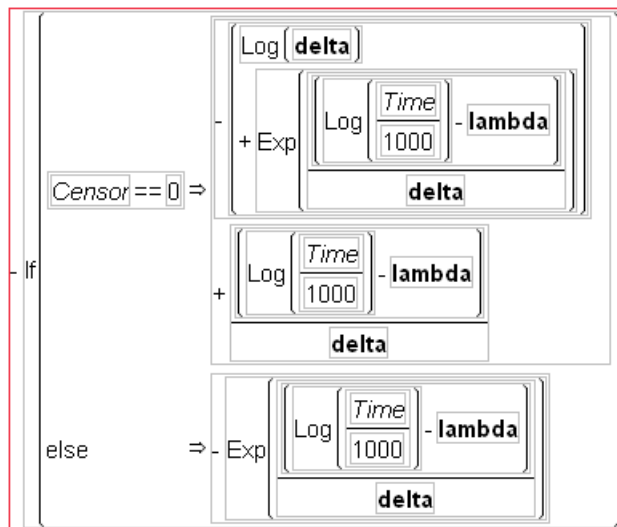 Log(delta)
- + Exp((Log(Time/1000) - lambda)/delta)
Censor == 0 ⇒
- If
+ (Log(Time/1000) - lambda)/delta
else ⇒ - Exp((Log(Time/1000) - lambda)/delta)